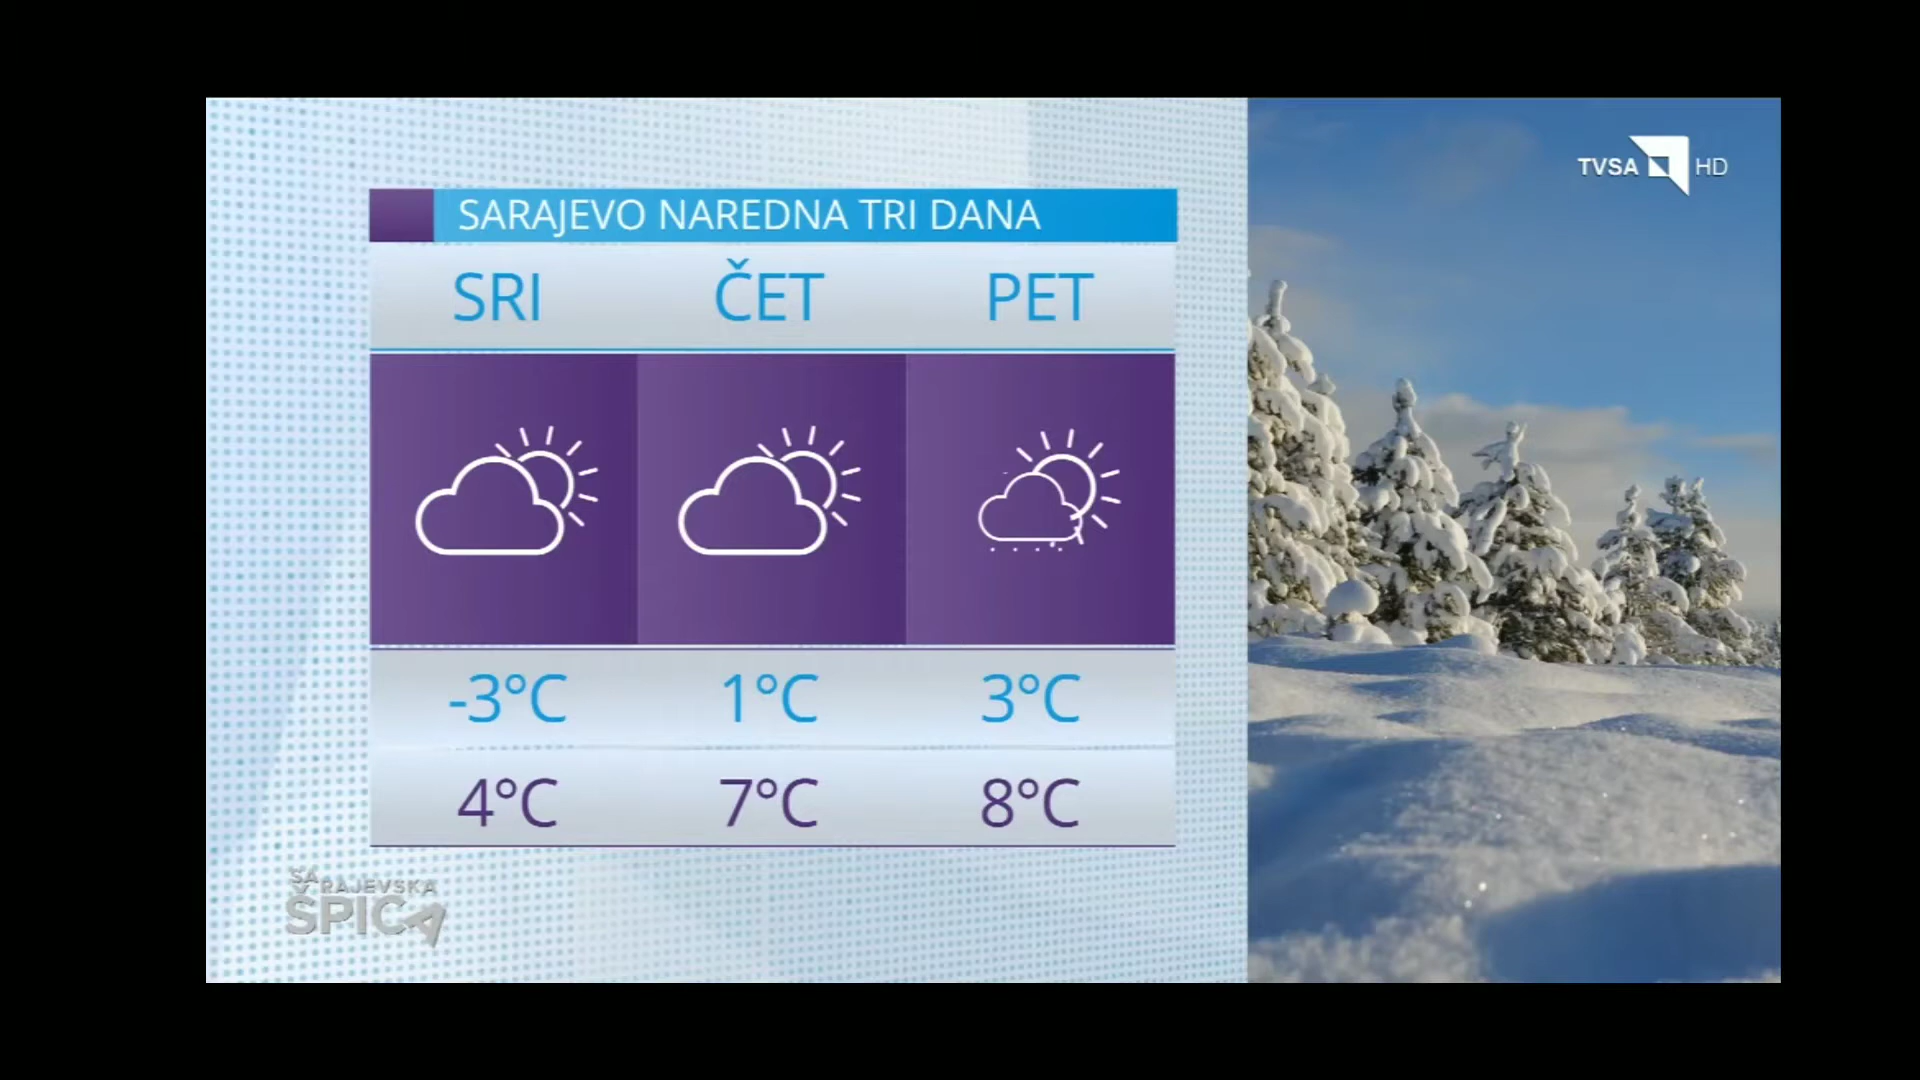 TVSA HD
SARAJEVO NAREDNA TRI DANA
SRI ČET PET
-3°C 1°C 3°C
4°C 7°C 8°C
SARAJEVSKA
ŠPICA